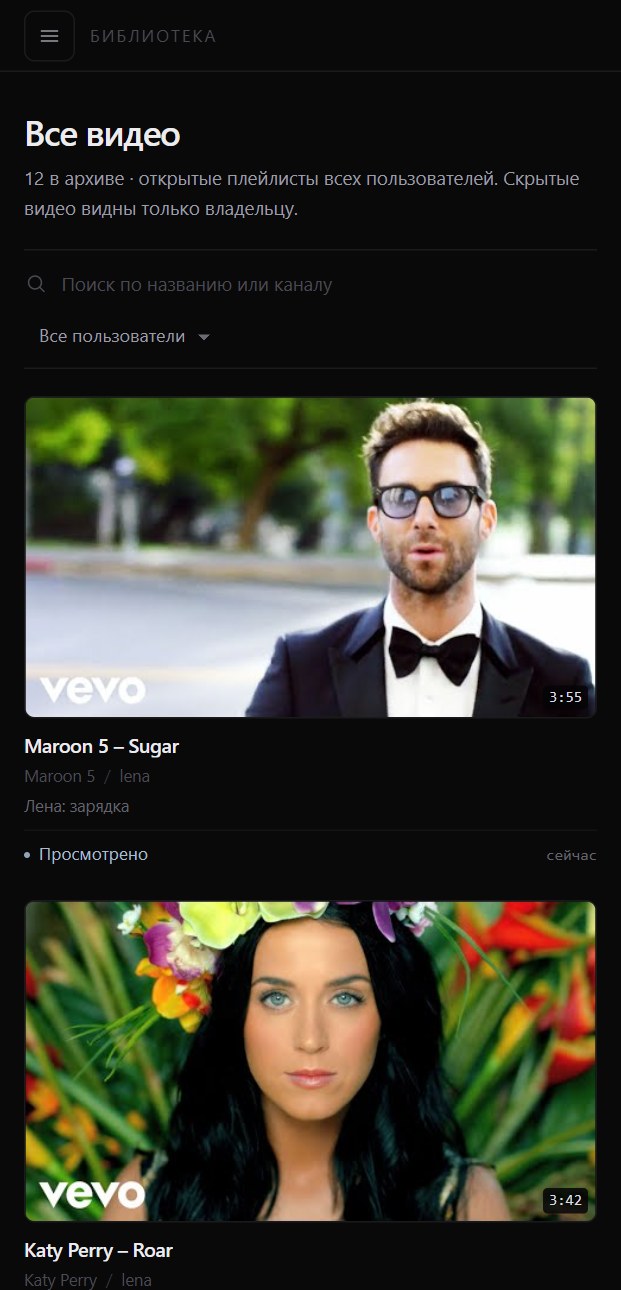 БИБЛИОТЕКА
Все видео
12 в архиве · открытые плейлисты всех пользователей. Скрытые
видео видны только владельцу.
Поиск по названию или каналу
Все пользователи
vevo
3:55
Maroon 5 – Sugar
Maroon 5 / lena
Лена: зарядка
Просмотрено
сейчас
vevo
3:42
Katy Perry – Roar
Katy Perry / lena